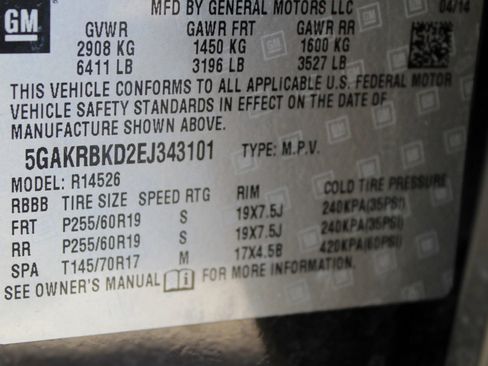 MFD BY GENERAL MOTORS LLC 04/14
GM
GVWR GAWR FRT GAWR RR
2908 KG 1450 KG 1600 KG
6411 LB 3196 LB 3527 LB
THIS VEHICLE CONFORMS TO ALL APPLICABLE U.S. FEDERAL MOTOR
VEHICLE SAFETY STANDARDS IN EFFECT ON THE DATE OF
MANUFACTURE SHOWN ABOVE.
5GAKRBKD2EJ343101 TYPE: M.P.V.
MODEL: R14526
RBBB TIRE SIZE SPEED RTG RIM COLD TIRE PRESSURE
FRT P255/60R19 S 19X7.5J 240KPA(35PSI)
RR P255/60R19 S 19X7.5J 240KPA(35PSI)
SPA T145/70R17 M 17X4.5B 420KPA(60PSI)
SEE OWNER'S MANUAL FOR MORE INFORMATION.